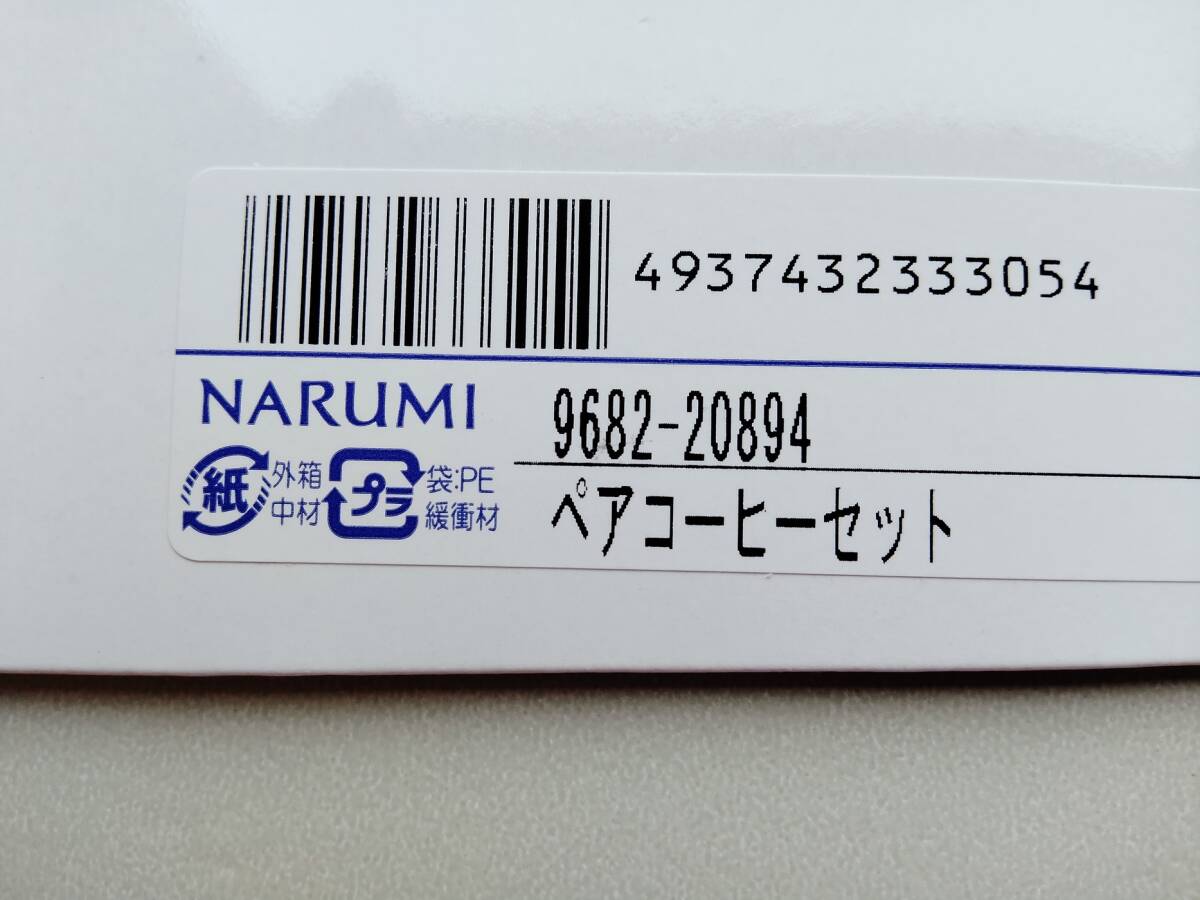 4937432333054
NARUMI
9682-20894
紙 外箱 中材
プラ 袋:PE 緩衝材
ペアコーヒーセット